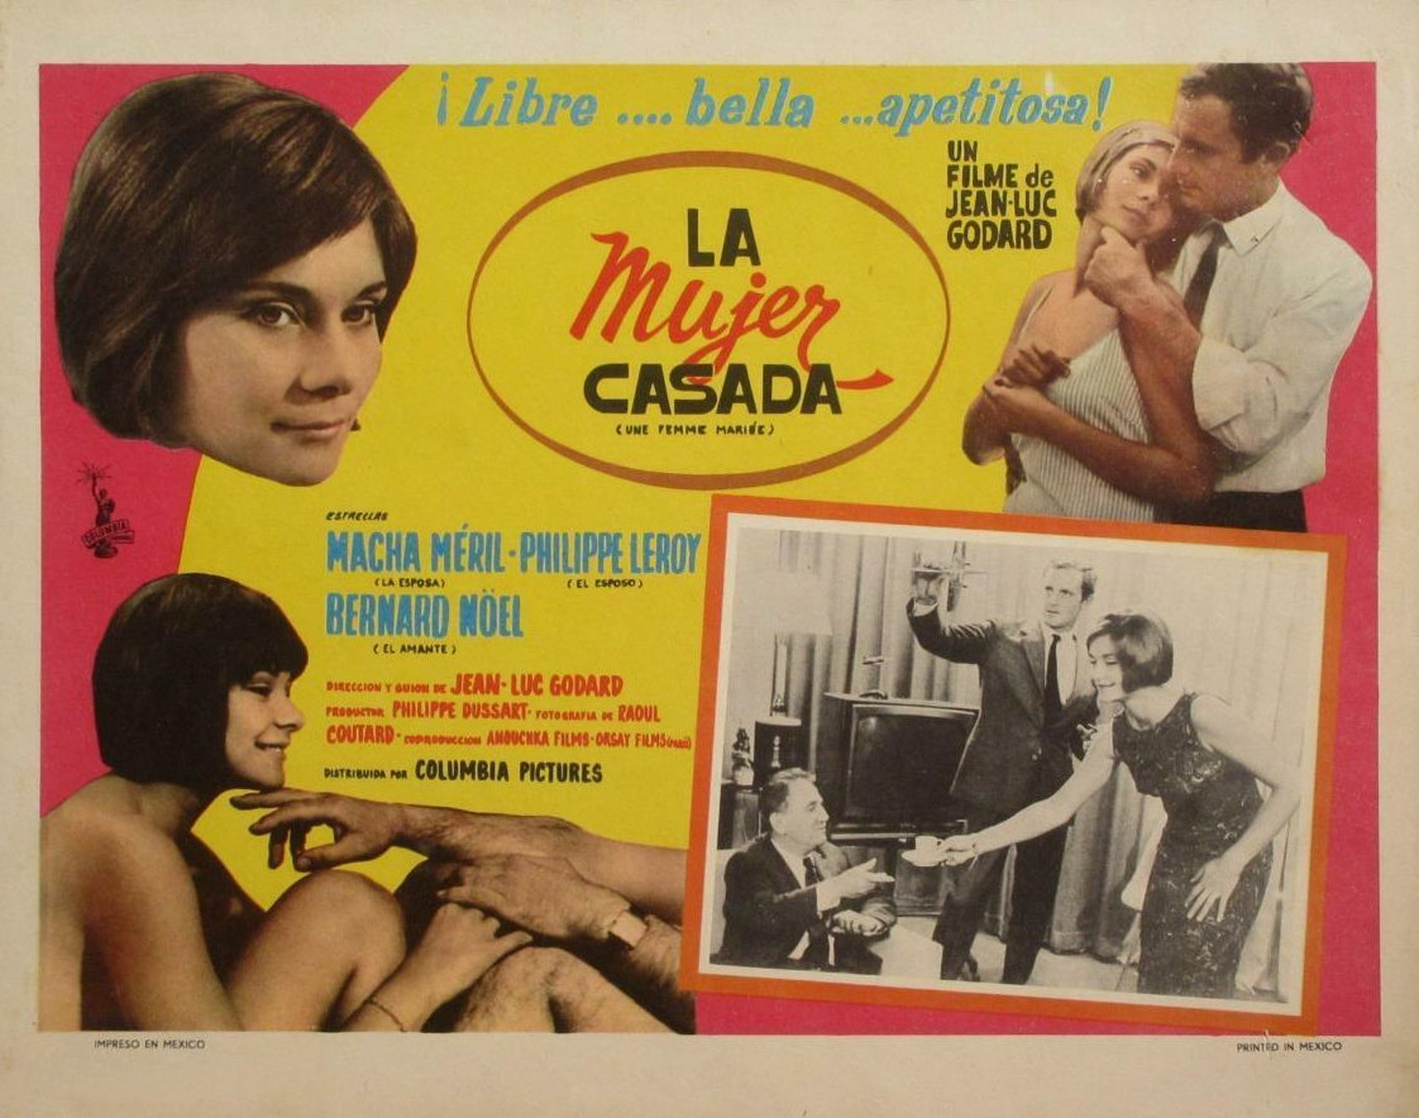 ¡Libre .... bella ...apetitosa!
UN
FILME de
JEAN-LUC
GODARD
LA
Mujer
CASADA
(UNE FEMME MARIÉE)
COLUMBIA
ESTRELLAS
MACHA MÉRIL-PHILIPPE LEROY
(LA ESPOSA) (EL ESPOSO)
BERNARD NÖEL
(EL AMANTE)
DIRECCION Y GUION DE JEAN-LUC GODARD
PRODUCTOR PHILIPPE DUSSART-FOTOGRAFIA DE RAOUL
COUTARD-COPRODUCCION ANOUCHKA FILMS-ORSAY FILMS
DISTRIBUIDA POR COLUMBIA PICTURES
IMPRESO EN MEXICO
PRINTED IN MEXICO